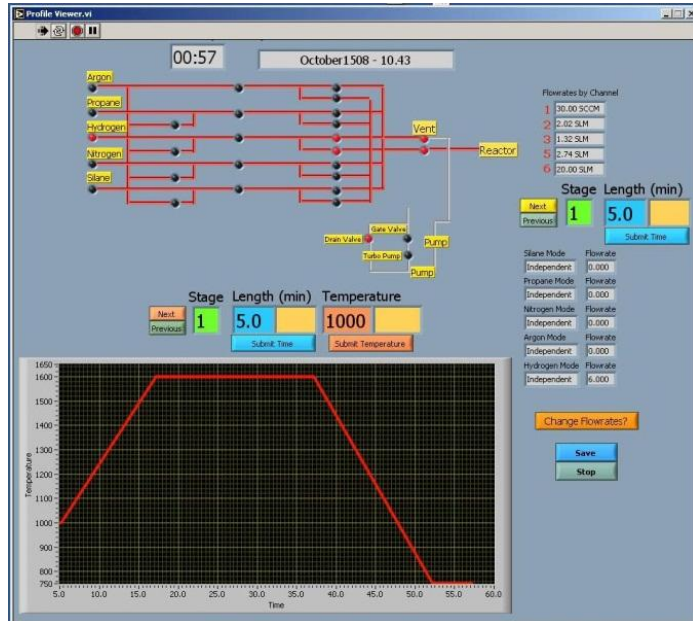 Profile Viewer.vi
00:57
October1508 - 10.43
Argon
Propane
Hydrogen
Nitrogen
Silane
Vent
Reactor
Gate Valve
Drain Valve
Pump
Turbo Pump
Pump
Flowrates by Channel
1 30.00 SCCM
2 2.02 SLM
3 1.32 SLM
5 2.74 SLM
6 20.00 SLM
Stage Length (min)
Next
Previous
1 5.0
Submit Time
Silane Mode Flowrate
Independent 0.000
Propane Mode Flowrate
Independent 0.000
Nitrogen Mode Flowrate
Independent 0.000
Argon Mode Flowrate
Independent 0.000
Hydrogen Mode Flowrate
Independent 6.000
Change Flowrates?
Save
Stop
Stage Length (min) Temperature
Next
Previous
1 5.0 1000
Submit Time Submit Temperature
1650
1600
1500
1400
1300
1200
1100
1000
900
750
Temperature
5.0 10.0 15.0 20.0 25.0 30.0 35.0 40.0 45.0 50.0 55.0 60.0
Time